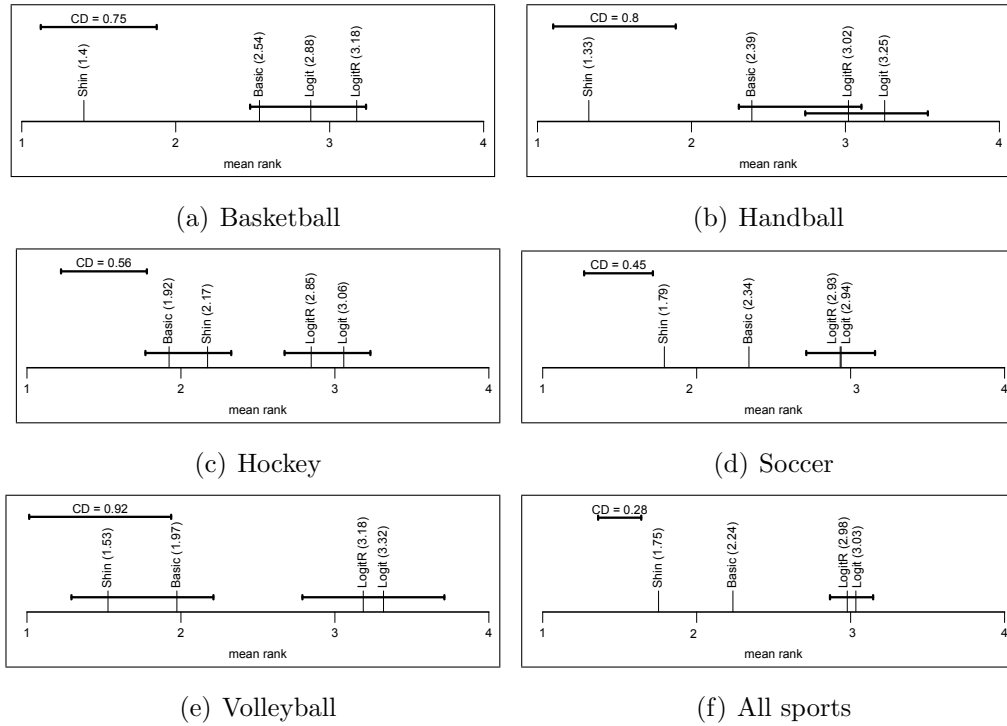 CD = 0.75
Shin (1.4)
Basic (2.54)
Logit (2.88)
LogitR (3.18)
1 2 3 4
mean rank
(a) Basketball
CD = 0.8
Shin (1.33)
Basic (2.39)
LogitR (3.02)
Logit (3.25)
1 2 3 4
mean rank
(b) Handball
CD = 0.56
Basic (1.92)
Shin (2.17)
LogitR (2.85)
Logit (3.06)
1 2 3 4
mean rank
(c) Hockey
CD = 0.45
Shin (1.79)
Basic (2.34)
LogitR (2.93)
Logit (2.94)
1 2 3 4
mean rank
(d) Soccer
CD = 0.92
Shin (1.53)
Basic (1.97)
LogitR (3.18)
Logit (3.32)
1 2 3 4
mean rank
(e) Volleyball
CD = 0.28
Shin (1.75)
Basic (2.24)
LogitR (2.98)
Logit (3.03)
1 2 3 4
mean rank
(f) All sports